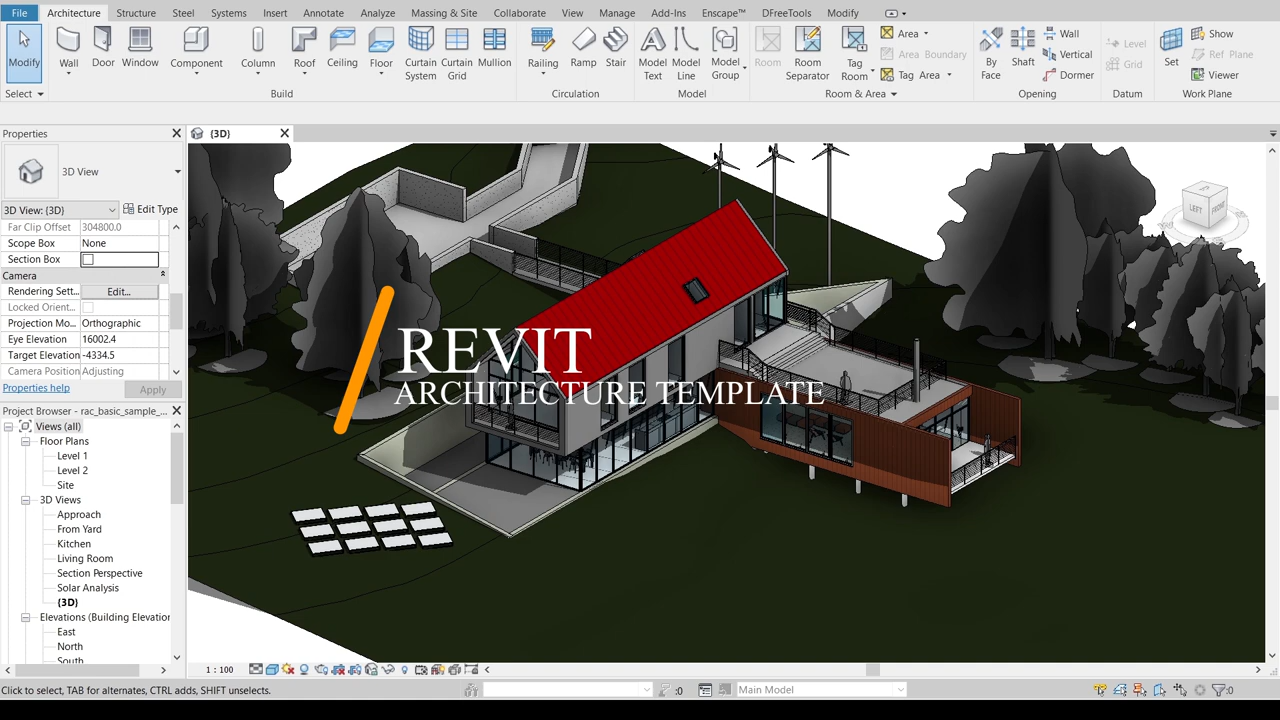 File Architecture Structure Steel Systems Insert Annotate Analyze Massing & Site Collaborate View Manage Add-Ins Enscape™ DFreeTools Modify
Modify Wall Door Window Component Column Roof Ceiling Floor Curtain System Curtain Grid Mullion Railing Ramp Stair Model Text Model Line Model Group Room Room Separator Tag Room Area Area Boundary Tag Area By Face Shaft Wall Vertical Dormer Level Grid Set Show Ref Plane Viewer
Select Build Circulation Model Room & Area Opening Datum Work Plane
Properties
{3D}
3D View
3D View: {3D} Edit Type
Far Clip Offset 304800.0
Scope Box None
Section Box
Camera
Rendering Sett... Edit...
Locked Orient...
Projection Mo... Orthographic
Eye Elevation 16002.4
Target Elevation -4334.5
Camera Position Adjusting
Properties help Apply
Project Browser - rac_basic_sample_...
Views (all)
Floor Plans
Level 1
Level 2
Site
3D Views
Approach
From Yard
Kitchen
Living Room
Section Perspective
Solar Analysis
{3D}
Elevations (Building Elevation
East
North
South
LEFT FRONT
REVIT
ARCHITECTURE TEMPLATE
1 : 100
Click to select, TAB for alternates, CTRL adds, SHIFT unselects.
:0
Main Model
:0